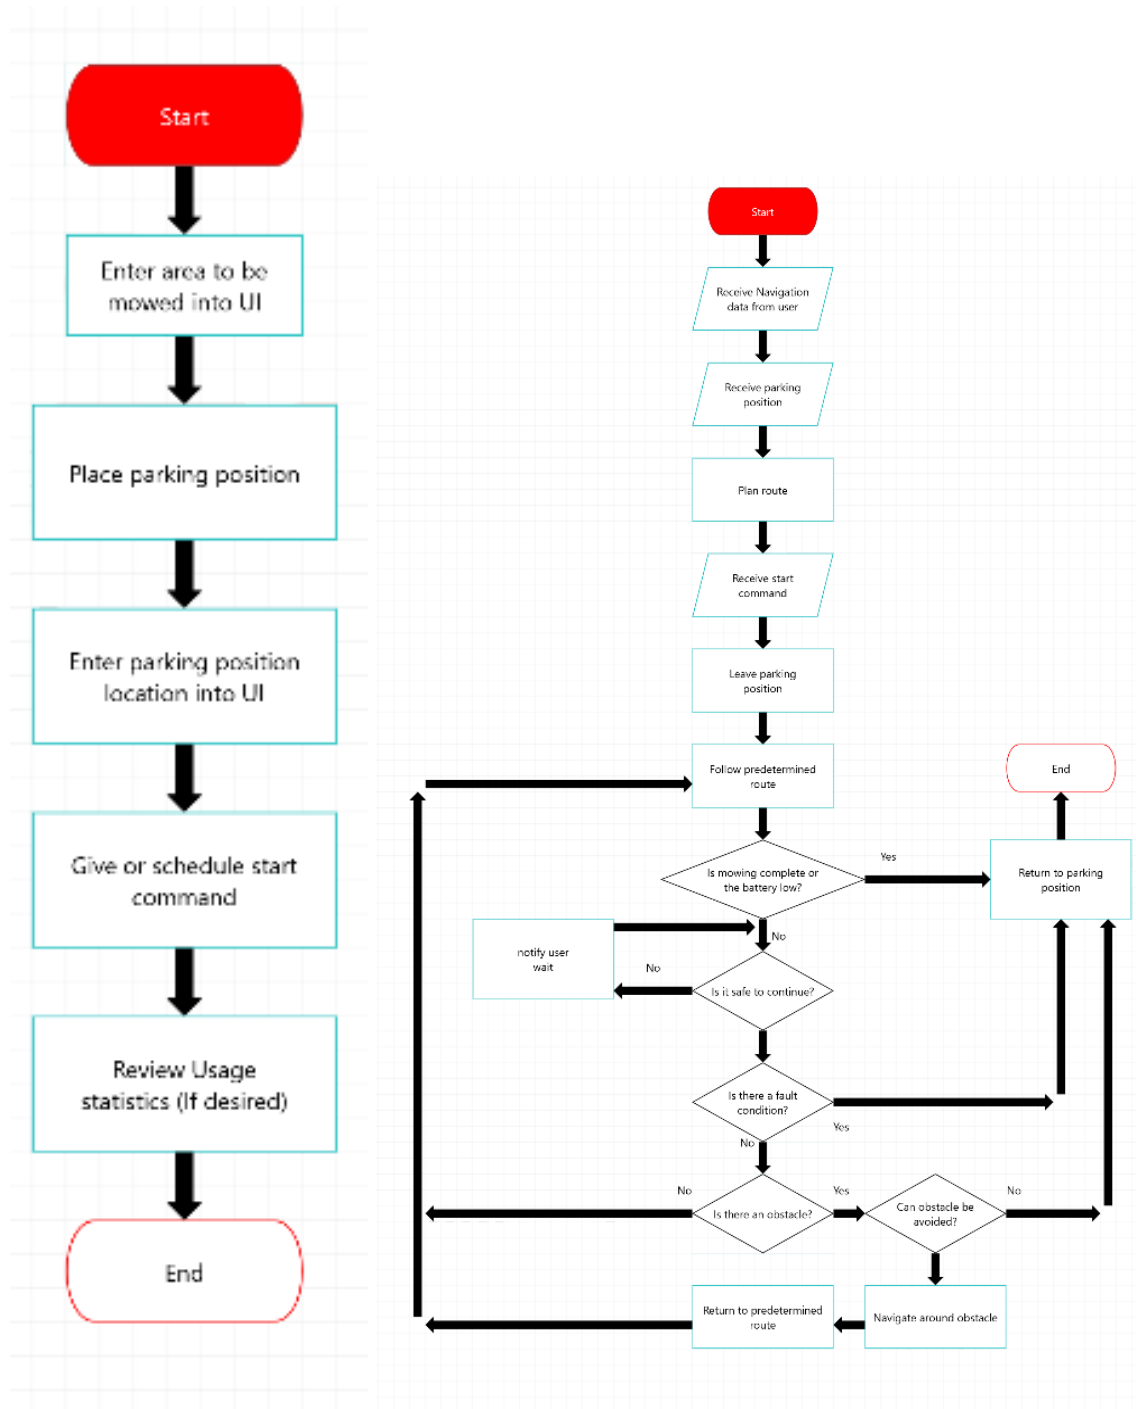 Start
Enter area to be
mowed into UI
Place parking position
Enter parking position
location into UI
Give or schedule start
command
Review Usage
statistics (If desired)
End
Start
Receive Navigation
data from user
Receive parking
position
Plan route
Receive start
command
Leave parking
position
Follow predetermined
route
End
Is mowing complete or
the battery low?
Yes
Return to parking
position
No
notify user
wait
No
Is it safe to continue?
Is there a fault
condition?
Yes
No
No
Is there an obstacle?
Yes
Can obstacle be
avoided?
No
Return to predetermined
route
Navigate around obstacle